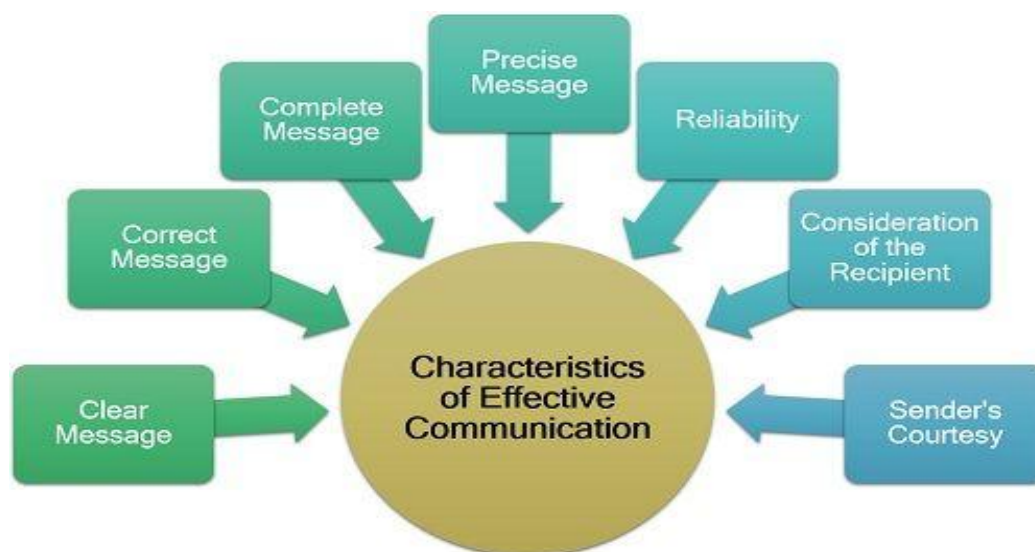 Clear
Message
Correct
Message
Complete
Message
Precise
Message
Reliability
Consideration
of the
Recipient
Sender's
Courtesy
Characteristics
of Effective
Communication